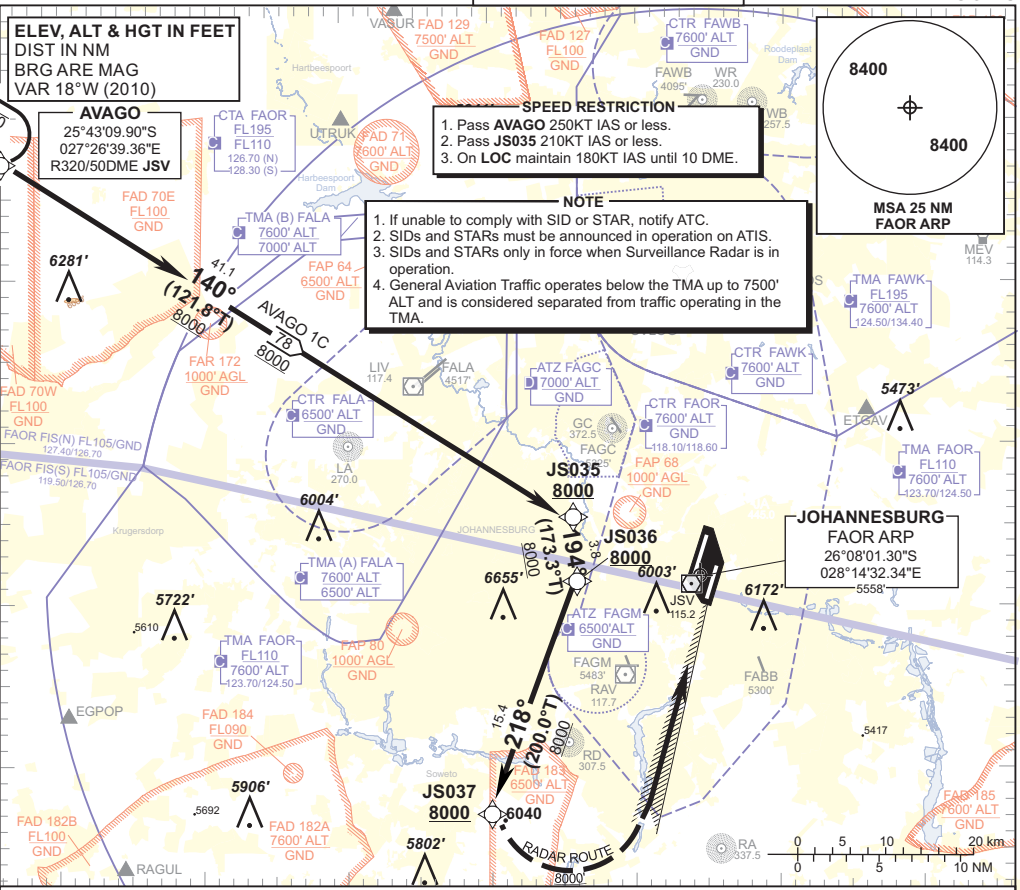 ELEV, ALT & HGT IN FEET
DIST IN NM
BRG ARE MAG
VAR 18°W (2010)
AVAGO
25°43'09.90"S
027°26'39.36"E
R320/50DME JSV
CTA FAOR
FL195
C
FL110
126.70 (N)
128.30 (S)
VASUR
FAD 129
7500' ALT
GND
FAD 127
FL100
GND
CTR FAWB
C
7600' ALT
GND
Hartbeespoort
UTRUK
FAD 71
7600' ALT
GND
Hartbeespoort
Dam
FAWB
4095'
WR
230.0
WB
257.5
Roodeplaat
Dam
SPEED RESTRICTION
1. Pass AVAGO 250KT IAS or less.
2. Pass JS035 210KT IAS or less.
3. On LOC maintain 180KT IAS until 10 DME.
8400
8400
MSA 25 NM
FAOR ARP
FAD 70E
FL100
GND
TMA (B) FALA
C
7600' ALT
7000' ALT
NOTE
1. If unable to comply with SID or STAR, notify ATC.
2. SIDs and STARs must be announced in operation on ATIS.
3. SIDs and STARs only in force when Surveillance Radar is in
operation.
4. General Aviation Traffic operates below the TMA up to 7500'
ALT and is considered separated from traffic operating in the
TMA.
MEV
114.3
6281'
41.1
140°
(121.8°T)
8000
FAP 64
6500' ALT
GND
AVAGO 1C
78
8000
TMA FAWK
FL195
C
7600' ALT
124.50/134.40
FAR 172
1000' AGL
GND
FAD 70W
FL100
GND
LIV
117.4
FALA
4517'
ATZ FAGC
D
7000' ALT
GND
CTR FAWK
C
7600' ALT
GND
5473'
ETGAV
CTR FALA
C
6500' ALT
GND
CTR FAOR
7600' ALT
C
GND
118.10/118.60
GC
372.5
FAGC
LA
270.0
FAOR FIS(N) FL105/GND
127.40/126.70
FAOR FIS(S) FL105/GND
119.50/126.70
TMA FAOR
FL110
C
7600' ALT
123.70/124.50
FAP 68
1000' AGL
GND
JS035
8000
6004'
Krugersdorp
JOHANNESBURG
194°
(173.3°T)
8000
3.8
JS036
8000
JOHANNESBURG
FAOR ARP
26°08'01.30"S
028°14'32.34"E
5558'
TMA (A) FALA
C
7600' ALT
6500' ALT
6655'
6003'
JSV
115.2
6172'
5722'
5610
ATZ FAGM
C
6500'ALT
GND
FAP 80
1000' AGL
GND
TMA FAOR
FL110
C
7600' ALT
123.70/124.50
FAGM
5483'
RAV
117.7
FABB
5300'
EGPOP
FAD 184
FL090
GND
15.4
218°
(200.0°T)
8000
RD
307.5
5417
Soweto
FAD 183
6500' ALT
GND
JS037
8000
6040
5906'
5692
FAD 185
7600' ALT
GND
FAD 182B
FL100
GND
FAD 182A
7600' ALT
GND
5802'
RAGUL
RADAR ROUTE
8000'
RA
337.5
0 5 10 20 km
0 5 10 NM